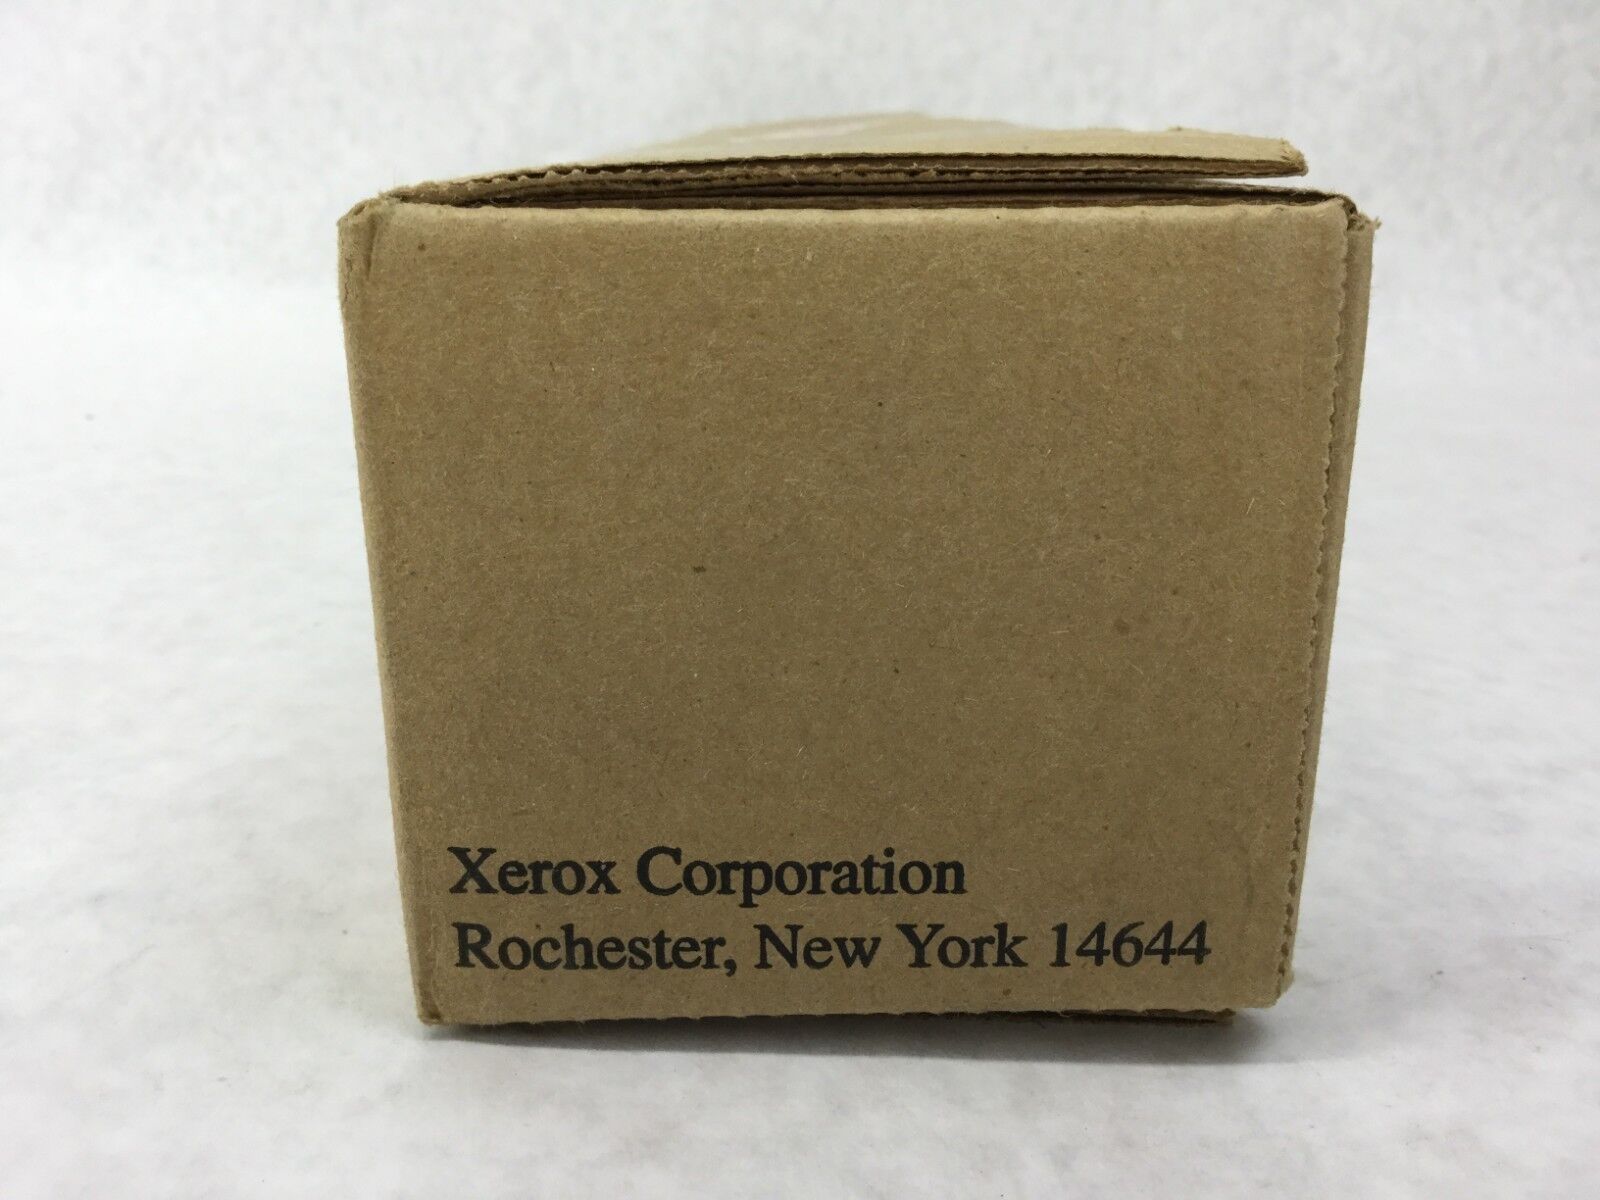 Xerox Corporation
Rochester, New York 14644